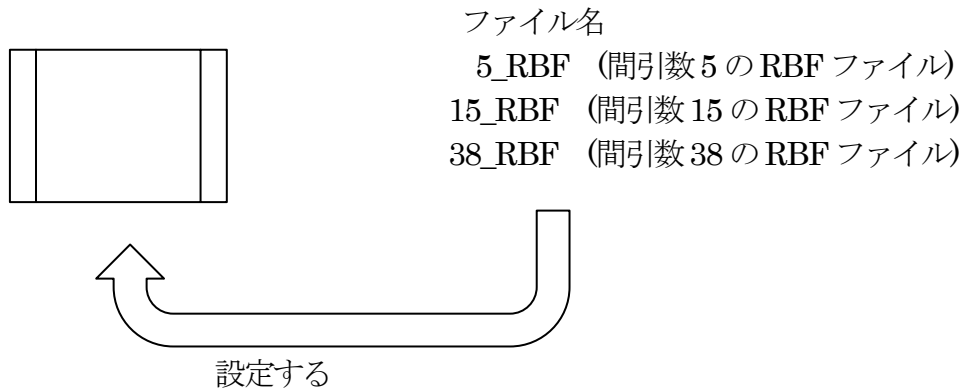 ファイル名
5_RBF (間引数 5 の RBF ファイル)
15_RBF (間引数 15 の RBF ファイル)
38_RBF (間引数 38 の RBF ファイル)
設定する